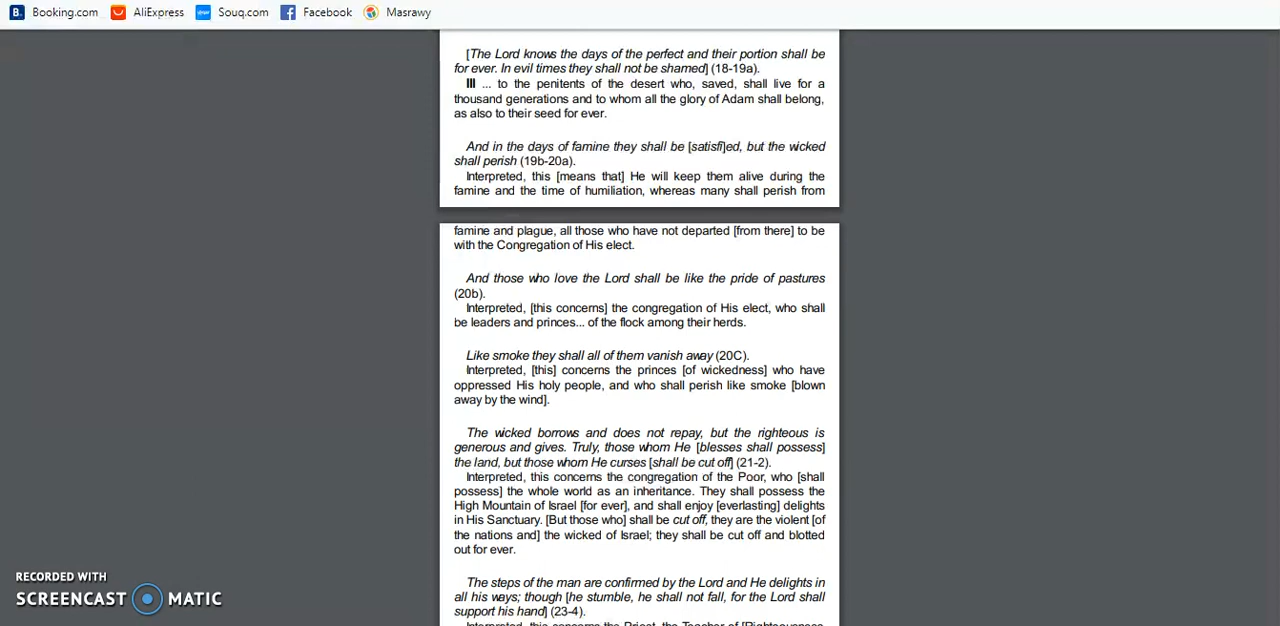 Booking.com AliExpress Souq.com Facebook Masrawy
[The Lord knows the days of the perfect and their portion shall be
for ever. In evil times they shall not be shamed] (18-19a).
III ... to the penitents of the desert who, saved, shall live for a
thousand generations and to whom all the glory of Adam shall belong,
as also to their seed for ever.
And in the days of famine they shall be [satisfi]ed, but the wicked
shall perish (19b-20a).
Interpreted, this [means that] He will keep them alive during the
famine and the time of humiliation, whereas many shall perish from
famine and plague, all those who have not departed [from there] to be
with the Congregation of His elect.
And those who love the Lord shall be like the pride of pastures
(20b).
Interpreted, [this concerns] the congregation of His elect, who shall
be leaders and princes... of the flock among their herds.
Like smoke they shall all of them vanish away (20C).
Interpreted, [this] concerns the princes [of wickedness] who have
oppressed His holy people, and who shall perish like smoke [blown
away by the wind].
The wicked borrows and does not repay, but the righteous is
generous and gives. Truly, those whom He [blesses shall possess]
the land, but those whom He curses [shall be cut off] (21-2).
Interpreted, this concerns the congregation of the Poor, who [shall
possess] the whole world as an inheritance. They shall possess the
High Mountain of Israel [for ever], and shall enjoy [everlasting] delights
in His Sanctuary. [But those who] shall be cut off, they are the violent [of
the nations and] the wicked of Israel; they shall be cut off and blotted
out for ever.
The steps of the man are confirmed by the Lord and He delights in
all his ways; though [he stumble, he shall not fall, for the Lord shall
support his hand] (23-4).
Interpreted, this concerns the Priest, the Teacher of [Righteousness
RECORDED WITH
SCREENCAST MATIC